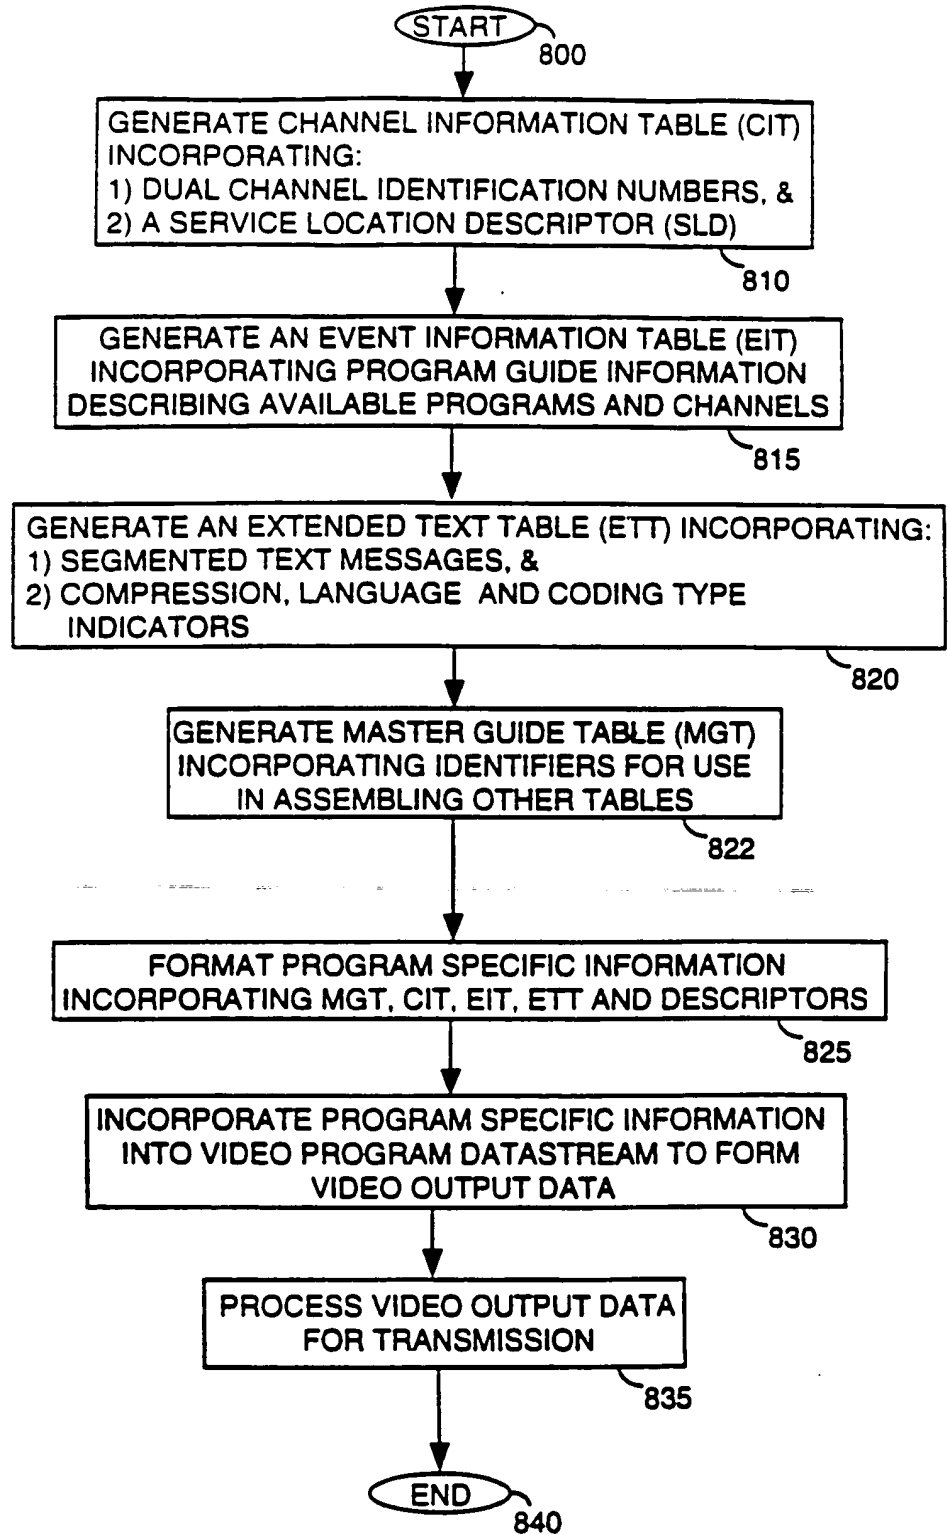 START
800
GENERATE CHANNEL INFORMATION TABLE (CIT)
INCORPORATING:
1) DUAL CHANNEL IDENTIFICATION NUMBERS, &
2) A SERVICE LOCATION DESCRIPTOR (SLD)
810
GENERATE AN EVENT INFORMATION TABLE (EIT)
INCORPORATING PROGRAM GUIDE INFORMATION
DESCRIBING AVAILABLE PROGRAMS AND CHANNELS
815
GENERATE AN EXTENDED TEXT TABLE (ETT) INCORPORATING:
1) SEGMENTED TEXT MESSAGES, &
2) COMPRESSION, LANGUAGE AND CODING TYPE
INDICATORS
820
GENERATE MASTER GUIDE TABLE (MGT)
INCORPORATING IDENTIFIERS FOR USE
IN ASSEMBLING OTHER TABLES
822
FORMAT PROGRAM SPECIFIC INFORMATION
INCORPORATING MGT, CIT, EIT, ETT AND DESCRIPTORS
825
INCORPORATE PROGRAM SPECIFIC INFORMATION
INTO VIDEO PROGRAM DATASTREAM TO FORM
VIDEO OUTPUT DATA
830
PROCESS VIDEO OUTPUT DATA
FOR TRANSMISSION
835
END
840